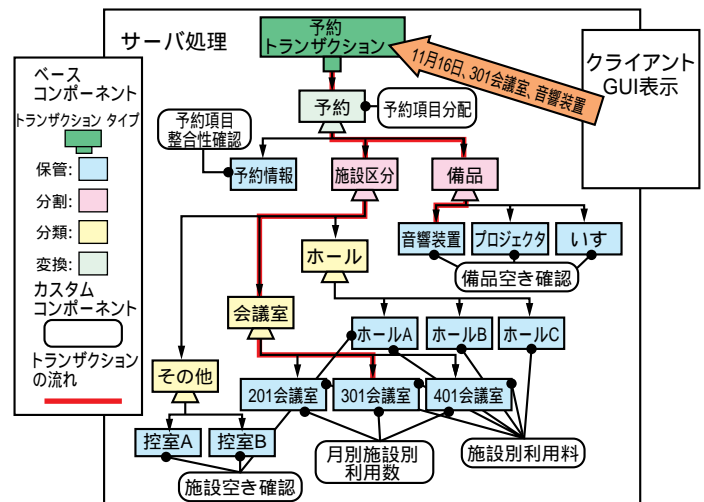 サーバ処理
予約
トランザクション
11月16日、301会議室、音響装置
クライアント
GUI表示
ベース
コンポーネント
トランザクション タイプ
保管:
分割:
分類:
変換:
カスタム
コンポーネント
トランザクション
の流れ
予約
予約項目分配
予約項目
整合性確認
予約情報
施設区分
備品
音響装置
プロジェクタ
いす
備品空き確認
ホール
会議室
その他
ホールA
ホールB
ホールC
201会議室
301会議室
401会議室
控室A
控室B
施設空き確認
月別施設別
利用数
施設別利用料